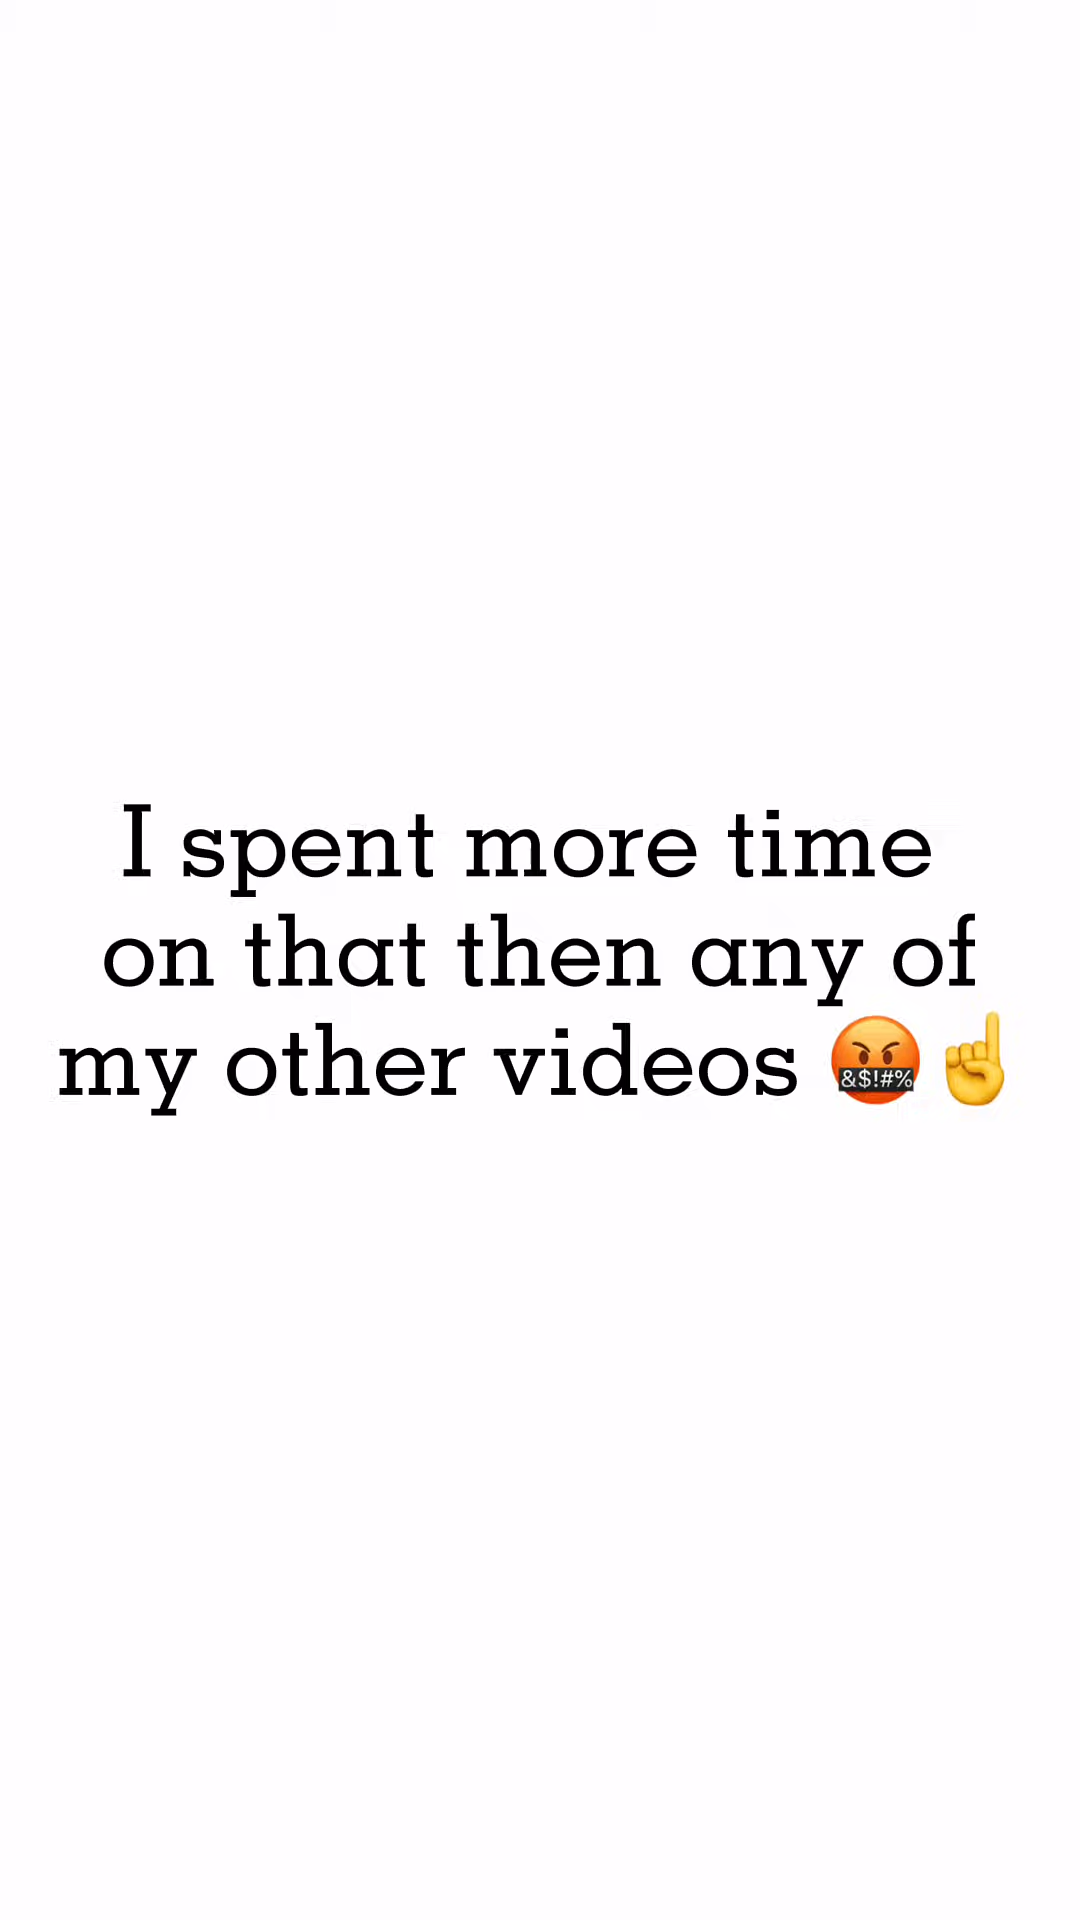 I spent more time
on that then any of
my other videos 🤬☝️